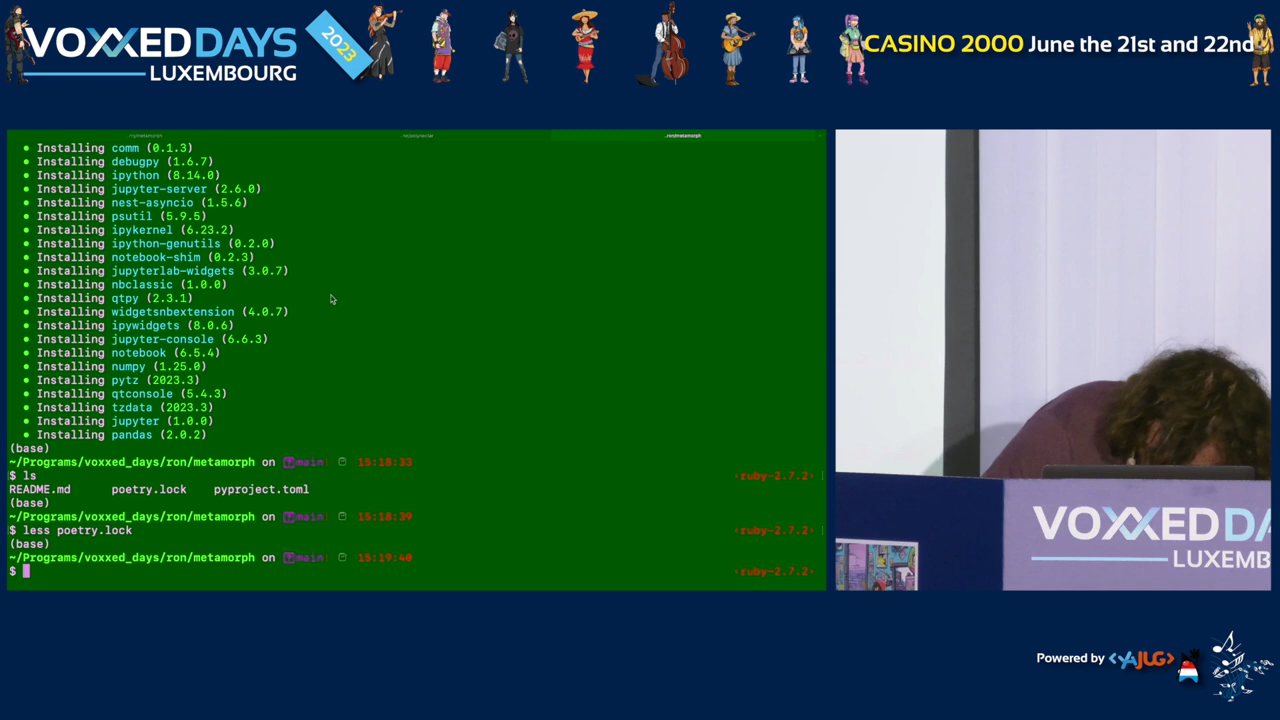 VOXXED DAYS
LUXEMBOURG
2023
CASINO 2000 June the 21st and 22nd
• Installing comm (0.1.3)
• Installing debugpy (1.6.7)
• Installing ipython (8.14.0)
• Installing jupyter-server (2.6.0)
• Installing nest-asyncio (1.5.6)
• Installing psutil (5.9.5)
• Installing ipykernel (6.23.2)
• Installing ipython-genutils (0.2.0)
• Installing notebook-shim (0.2.3)
• Installing jupyterlab-widgets (3.0.7)
• Installing nbclassic (1.0.0)
• Installing qtpy (2.3.1)
• Installing widgetsnbextension (4.0.7)
• Installing ipywidgets (8.0.6)
• Installing jupyter-console (6.6.3)
• Installing notebook (6.5.4)
• Installing numpy (1.25.0)
• Installing pytz (2023.3)
• Installing qtconsole (5.4.3)
• Installing tzdata (2023.3)
• Installing jupyter (1.0.0)
• Installing pandas (2.0.2)
(base)
~/Programs/voxxed_days/ron/metamorph on main 15:18:33
$ ls ‹ruby-2.7.2›
README.md poetry.lock pyproject.toml
(base)
~/Programs/voxxed_days/ron/metamorph on main 15:18:39
$ less poetry.lock ‹ruby-2.7.2›
(base)
~/Programs/voxxed_days/ron/metamorph on main 15:19:40
$ ‹ruby-2.7.2›
VOXXED DA
LUXEMB
Powered by <YAJUG>